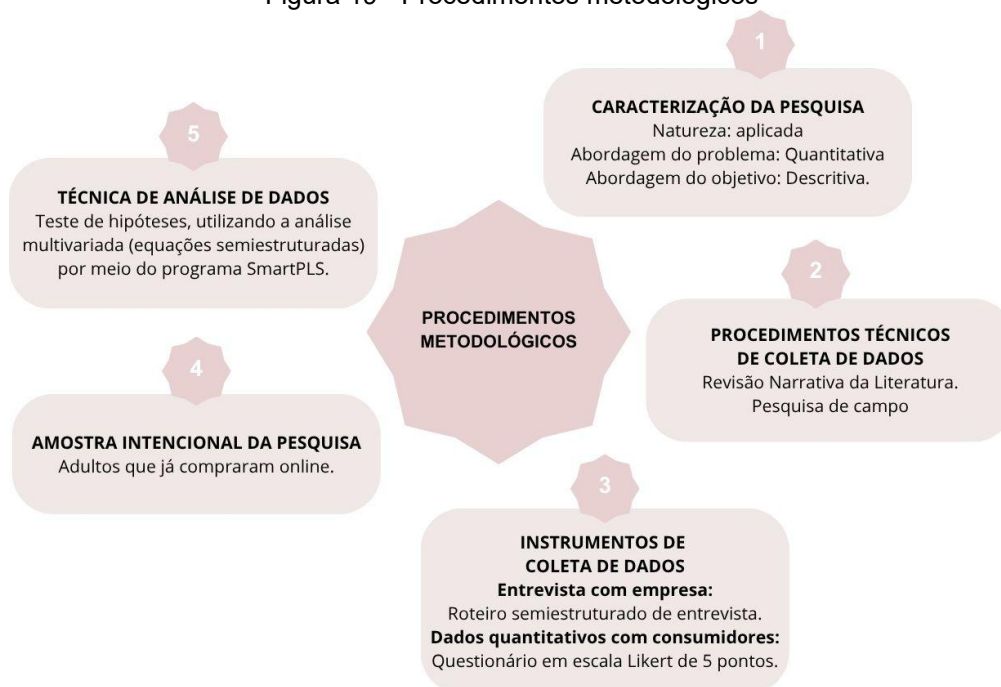 1
CARACTERIZAÇÃO DA PESQUISA
Natureza: aplicada
Abordagem do problema: Quantitativa
Abordagem do objetivo: Descritiva.
2
PROCEDIMENTOS TÉCNICOS
DE COLETA DE DADOS
Revisão Narrativa da Literatura.
Pesquisa de campo
3
INSTRUMENTOS DE
COLETA DE DADOS
Entrevista com empresa:
Roteiro semiestruturado de entrevista.
Dados quantitativos com consumidores:
Questionário em escala Likert de 5 pontos.
4
AMOSTRA INTENCIONAL DA PESQUISA
Adultos que já compraram online.
5
TÉCNICA DE ANÁLISE DE DADOS
Teste de hipóteses, utilizando a análise
multivariada (equações semiestruturadas)
por meio do programa SmartPLS.
PROCEDIMENTOS
METODOLÓGICOS